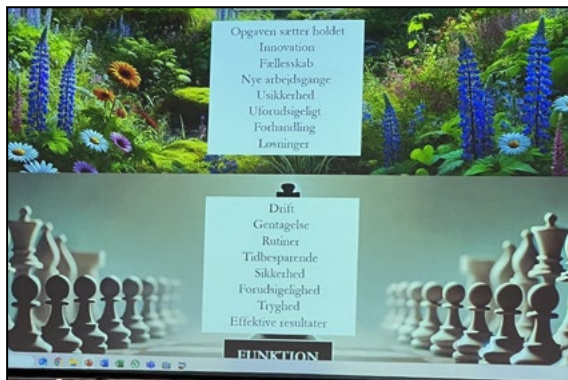 Opgaven sætter holdet
Innovation
Fællesskab
Nye arbejdsgange
Usikkerhed
Uforudsigeligt
Forhandling
Løsninger
Drift
Gentagelse
Rutiner
Tidbesparende
Sikkerhed
Forudsigelighed
Tryghed
Effektive resultater
FUNKTION